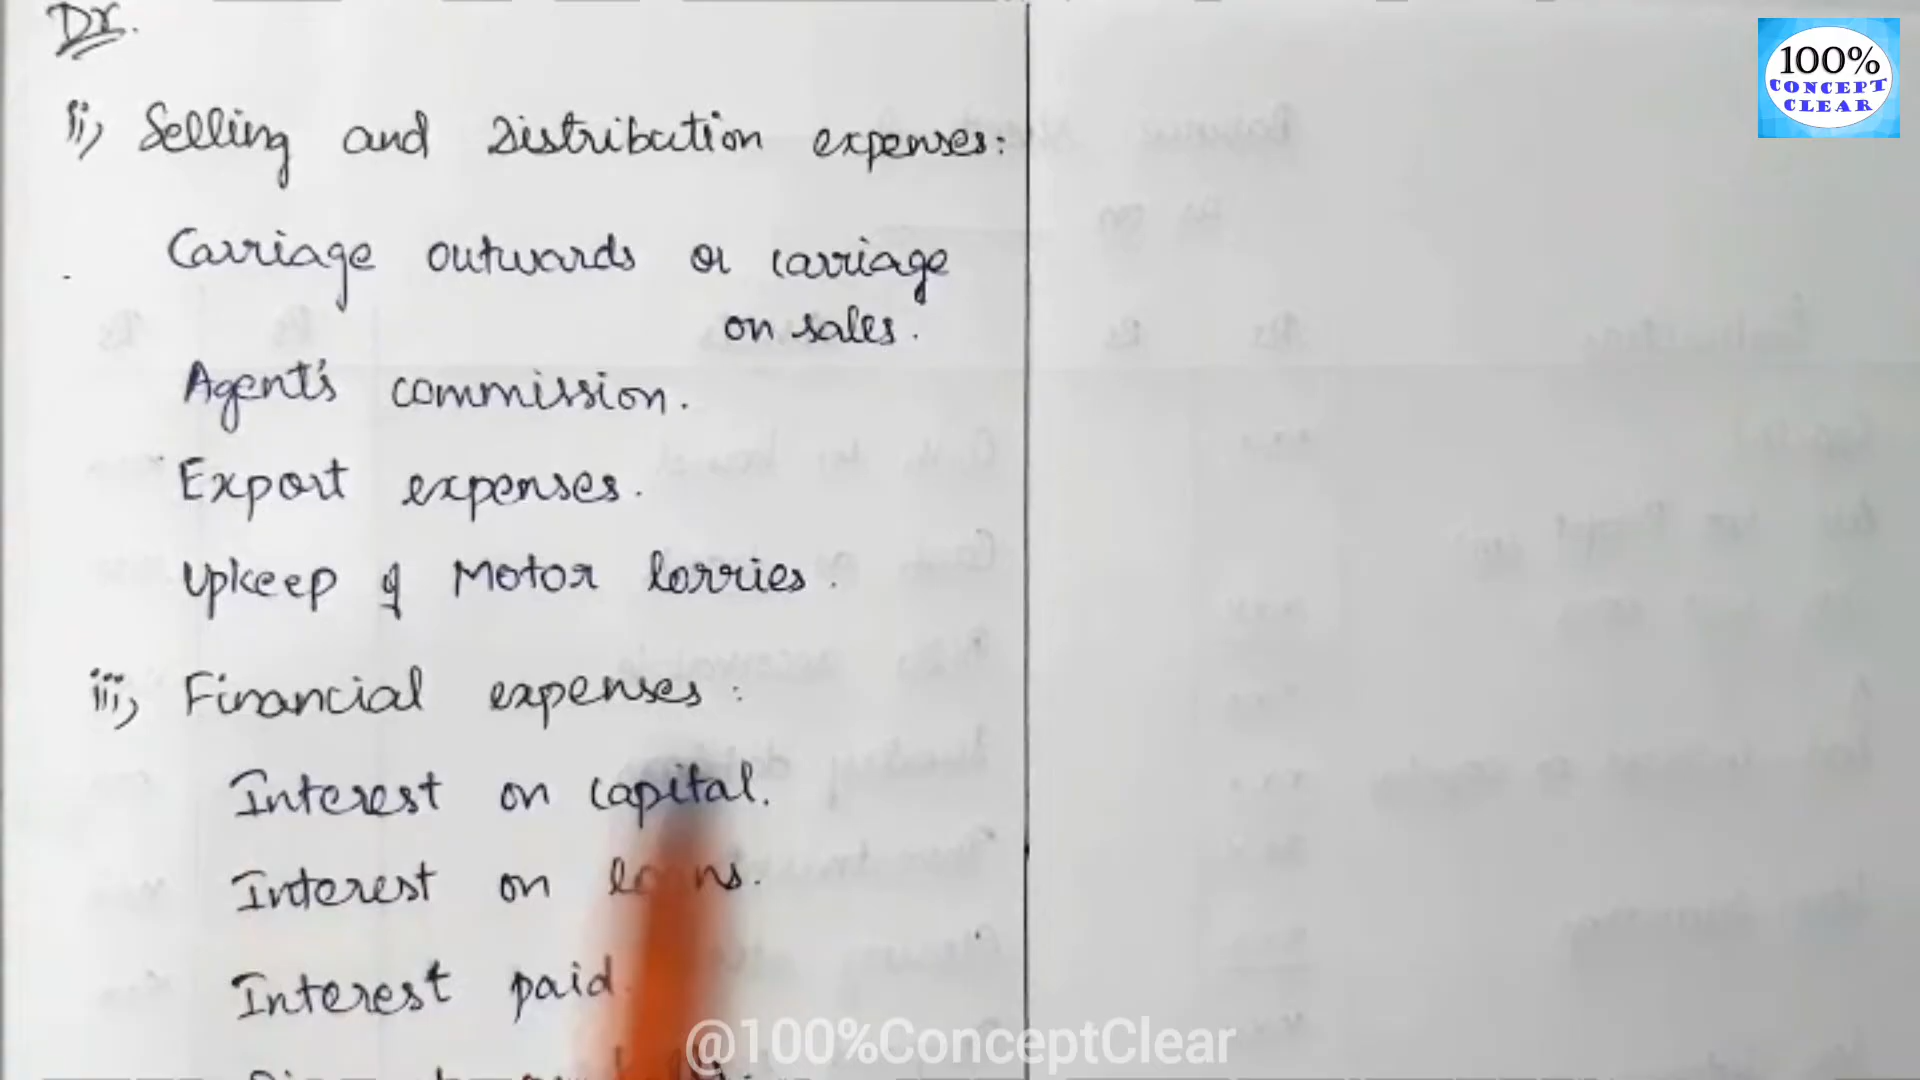 Dr.
ii) Selling and Distribution expenses:
Carriage outwards or carriage
on sales.
Agent's commission.
Export expenses.
Upkeep of Motor lorries.
iii) Financial expenses:
Interest on capital.
Interest on loans.
Interest paid.
100%
CONCEPT
CLEAR
@100%ConceptClear